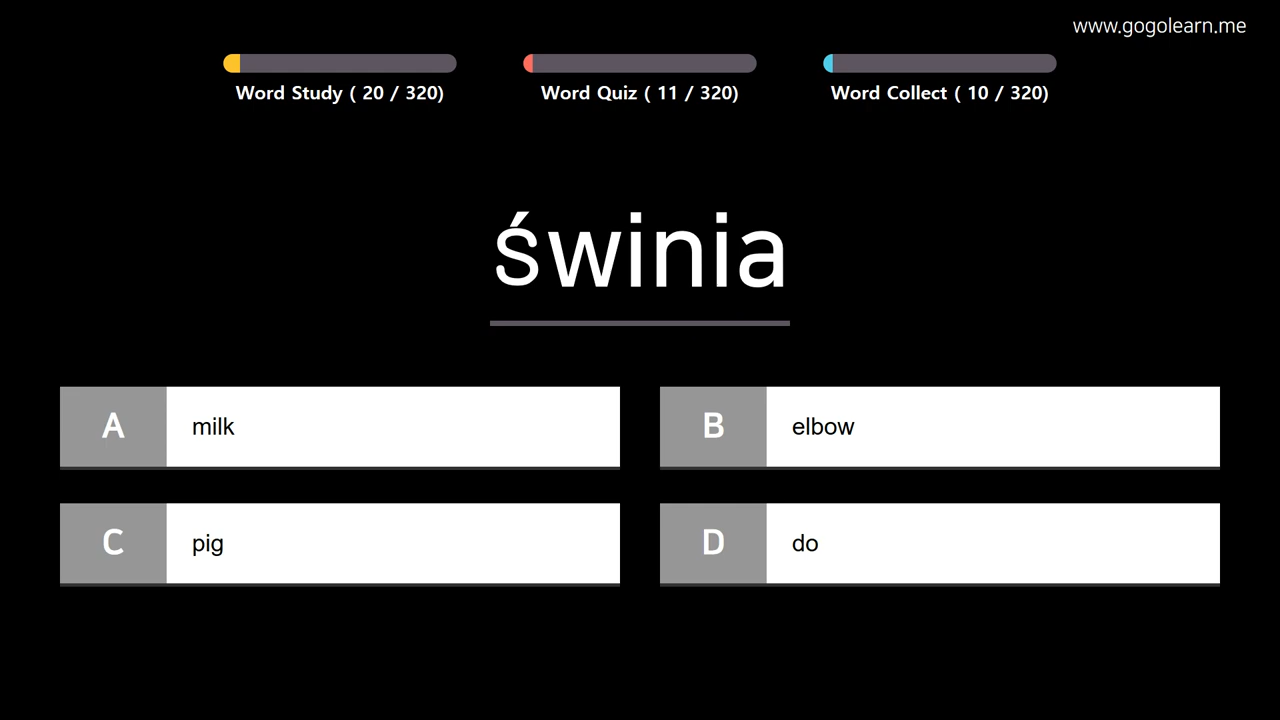 www.gogolearn.me
Word Study ( 20 / 320)
Word Quiz ( 11 / 320)
Word Collect ( 10 / 320)
świnia
A milk
B elbow
C pig
D do